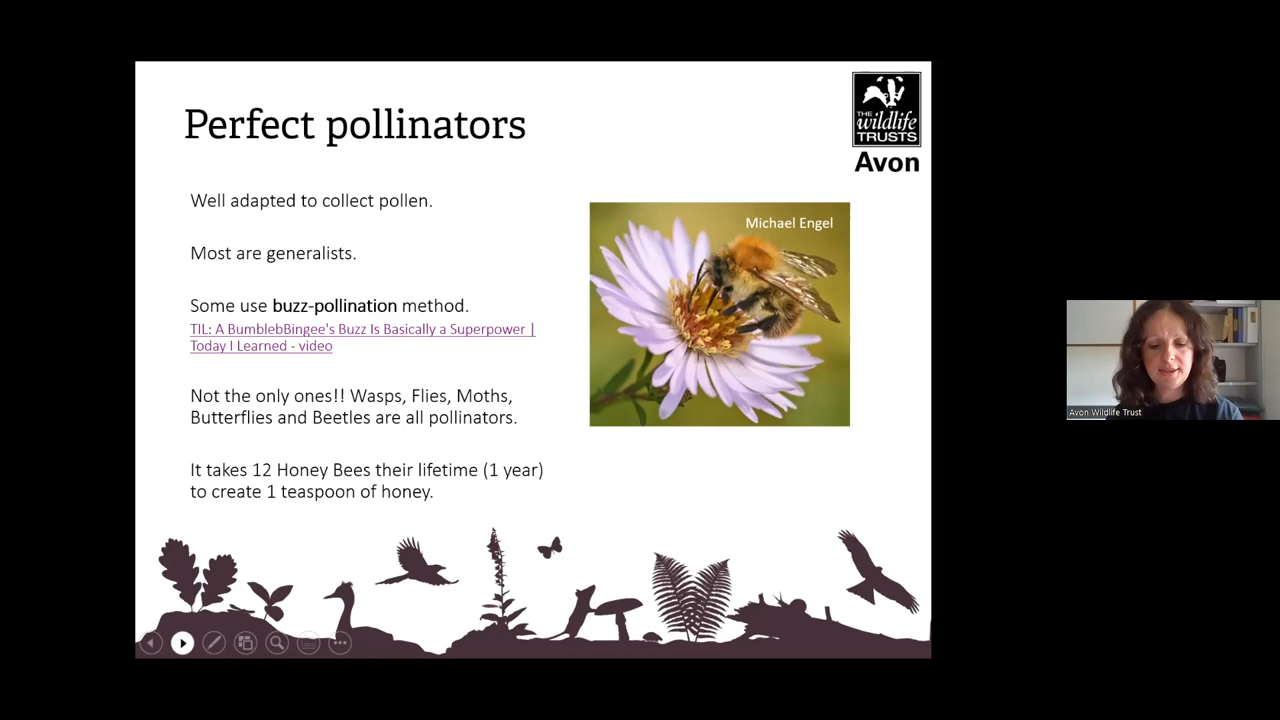 Perfect pollinators
THE
wildlife
TRUSTS
Avon
Well adapted to collect pollen.
Michael Engel
Most are generalists.
Some use buzz-pollination method.
TIL: A BumblebBingee's Buzz Is Basically a Superpower |
Today I Learned - video
Not the only ones!! Wasps, Flies, Moths,
Butterflies and Beetles are all pollinators.
It takes 12 Honey Bees their lifetime (1 year)
to create 1 teaspoon of honey.
Avon Wildlife Trust